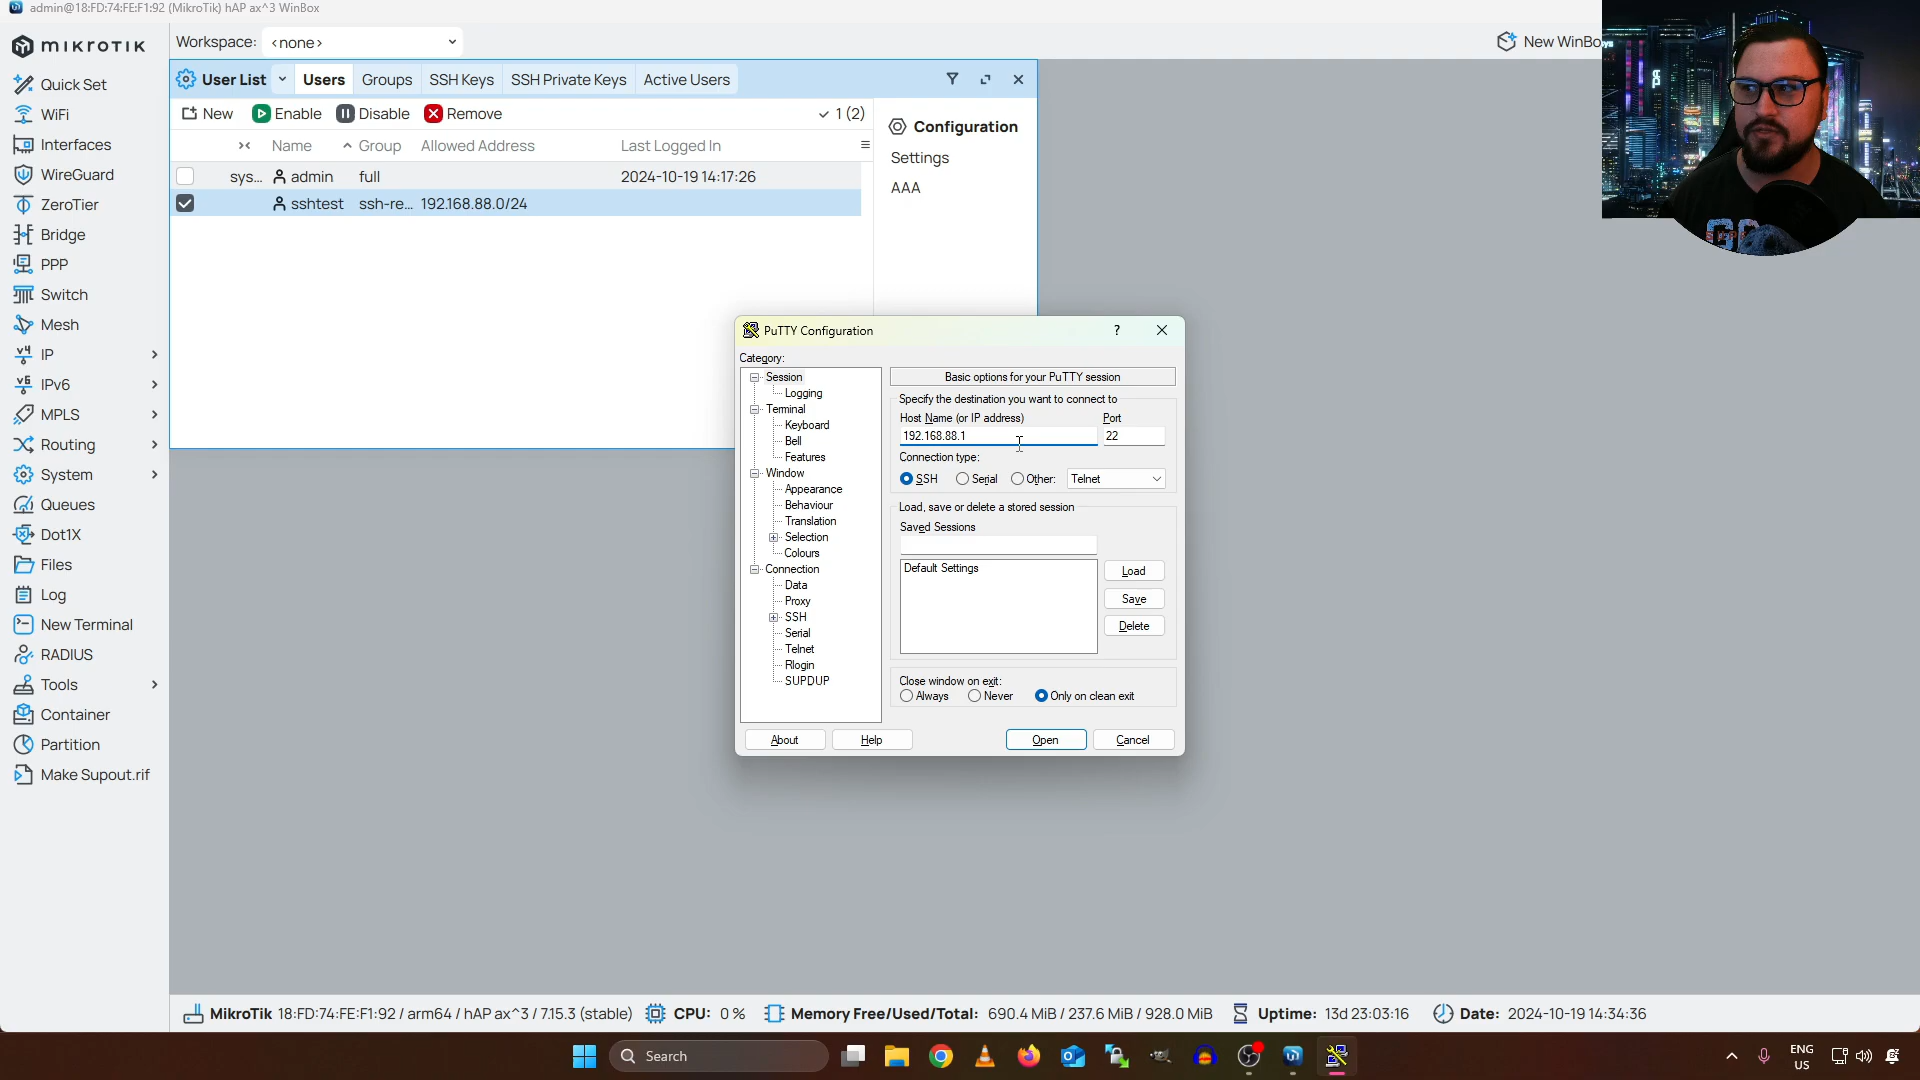 admin@18:FD:74:FE:F1:92 (MikroTik) hAP ax^3 WinBox
MikroTik
Workspace: <none>
New WinBo
User List
Users
Groups
SSH Keys
SSH Private Keys
Active Users
New
Enable
Disable
Remove
1 (2)
Name
Group
Allowed Address
Last Logged In
sys... admin full 2024-10-19 14:17:26
sshtest ssh-re... 192.168.88.0/24
Configuration
Settings
AAA
Quick Set
WiFi
Interfaces
WireGuard
ZeroTier
Bridge
PPP
Switch
Mesh
IP
IPv6
MPLS
Routing
System
Queues
Dot1X
Files
Log
New Terminal
RADIUS
Tools
Container
Partition
Make Supout.rif
PuTTY Configuration
?
Category:
Session
Logging
Terminal
Keyboard
Bell
Features
Window
Appearance
Behaviour
Translation
Selection
Colours
Connection
Data
Proxy
SSH
Serial
Telnet
Rlogin
SUPDUP
Basic options for your PuTTY session
Specify the destination you want to connect to
Host Name (or IP address) Port
192.168.88.1 22
Connection type:
SSH Serial Other: Telnet
Load, save or delete a stored session
Saved Sessions
Default Settings
Load
Save
Delete
Close window on exit:
Always Never Only on clean exit
About
Help
Open
Cancel
MikroTik 18:FD:74:FE:F1:92 / arm64 / hAP ax^3 / 7.15.3 (stable) CPU: 0 % Memory Free/Used/Total: 690.4 MiB / 237.6 MiB / 928.0 MiB Uptime: 13d 23:03:16 Date: 2024-10-19 14:34:36
Search
ENG
US